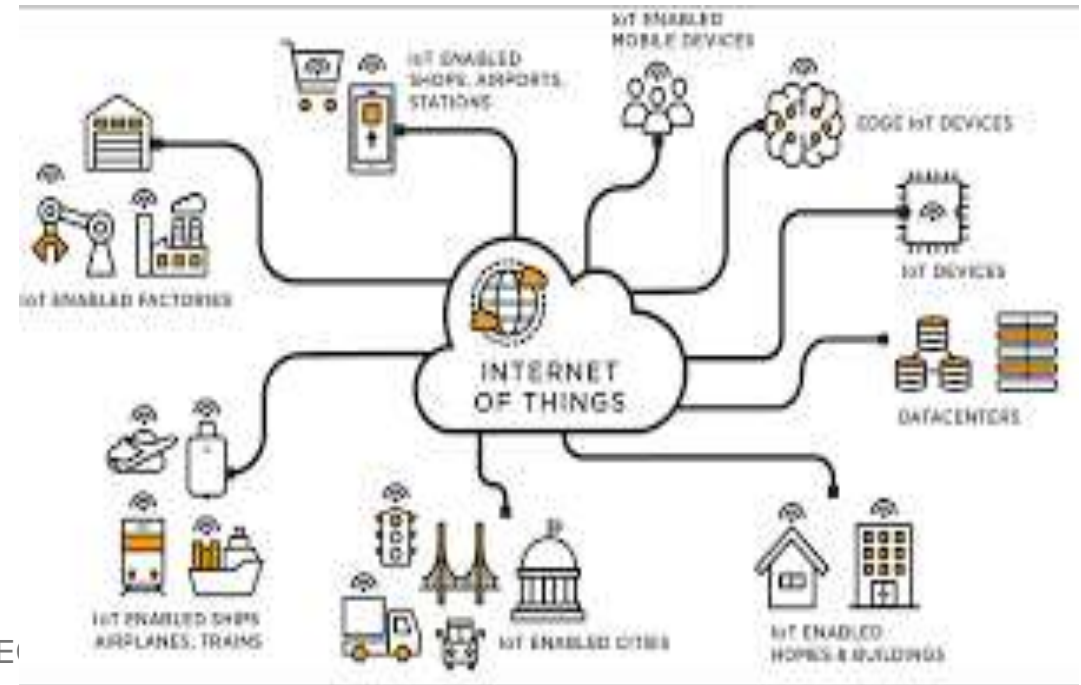 IoT ENABLED
MOBILE DEVICES
IoT ENABLED
SHOPS, AIRPORTS,
STATIONS
EDGE IoT DEVICES
IoT DEVICES
IoT ENABLED FACTORIES
INTERNET
OF THINGS
DATACENTERS
IoT ENABLED SHIPS
AIRPLANES, TRAINS
IoT ENABLED CITIES
IoT ENABLED
HOMES & BUILDINGS